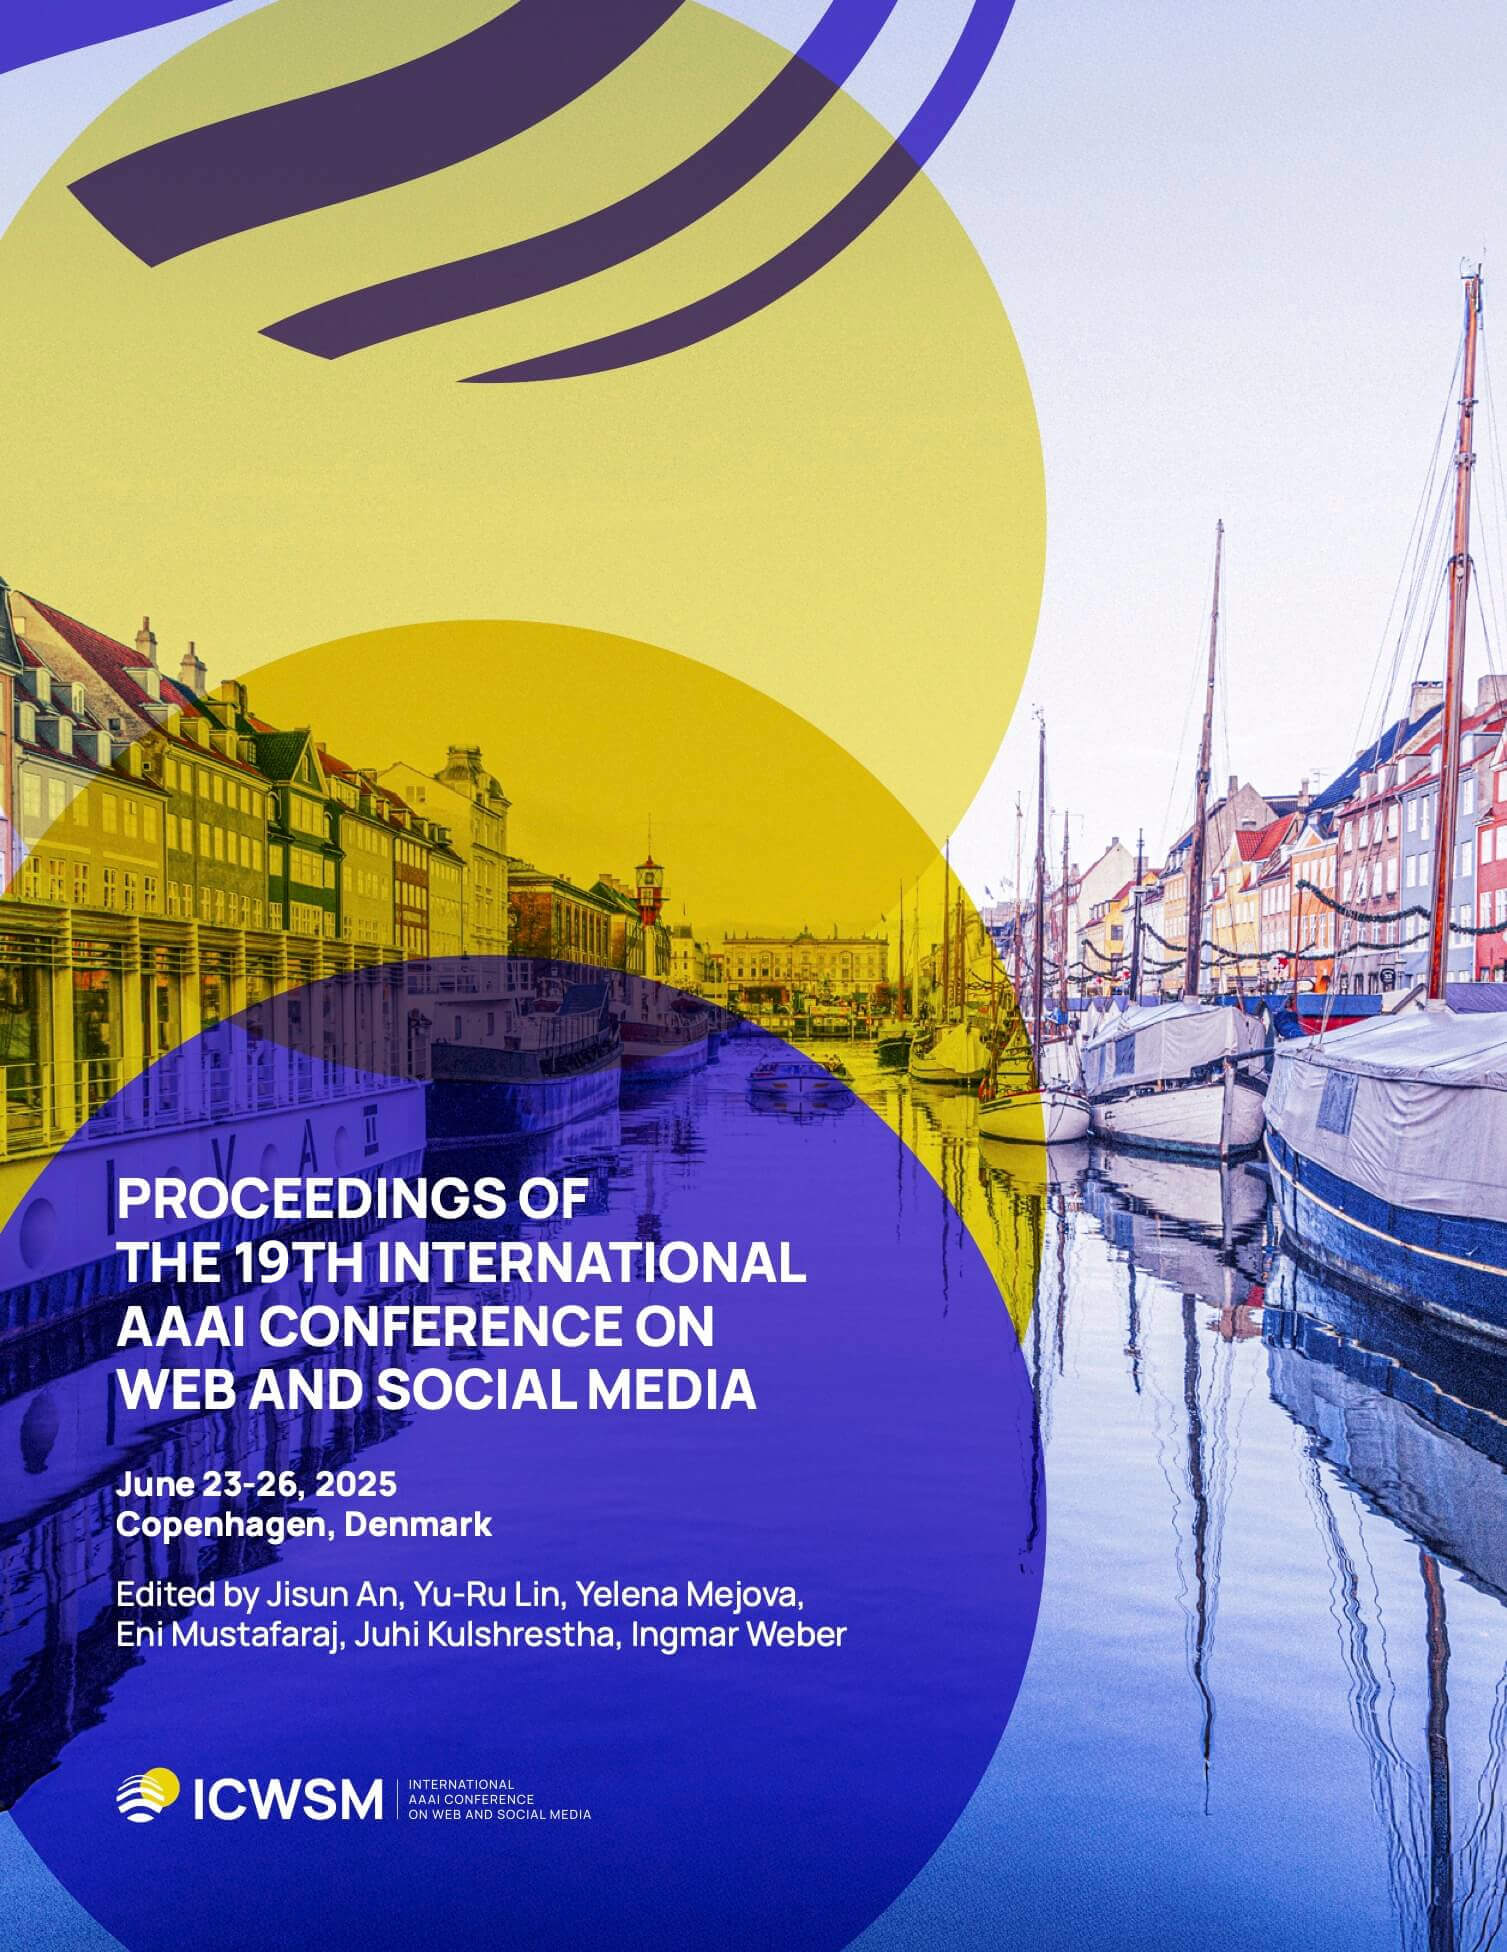 PROCEEDINGS OF
THE 19TH INTERNATIONAL
AAAI CONFERENCE ON
WEB AND SOCIAL MEDIA
June 23-26, 2025
Copenhagen, Denmark
Edited by Jisun An, Yu-Ru Lin, Yelena Mejova,
Eni Mustafaraj, Juhi Kulshrestha, Ingmar Weber
ICWSM
INTERNATIONAL
AAAI CONFERENCE
ON WEB AND SOCIAL MEDIA